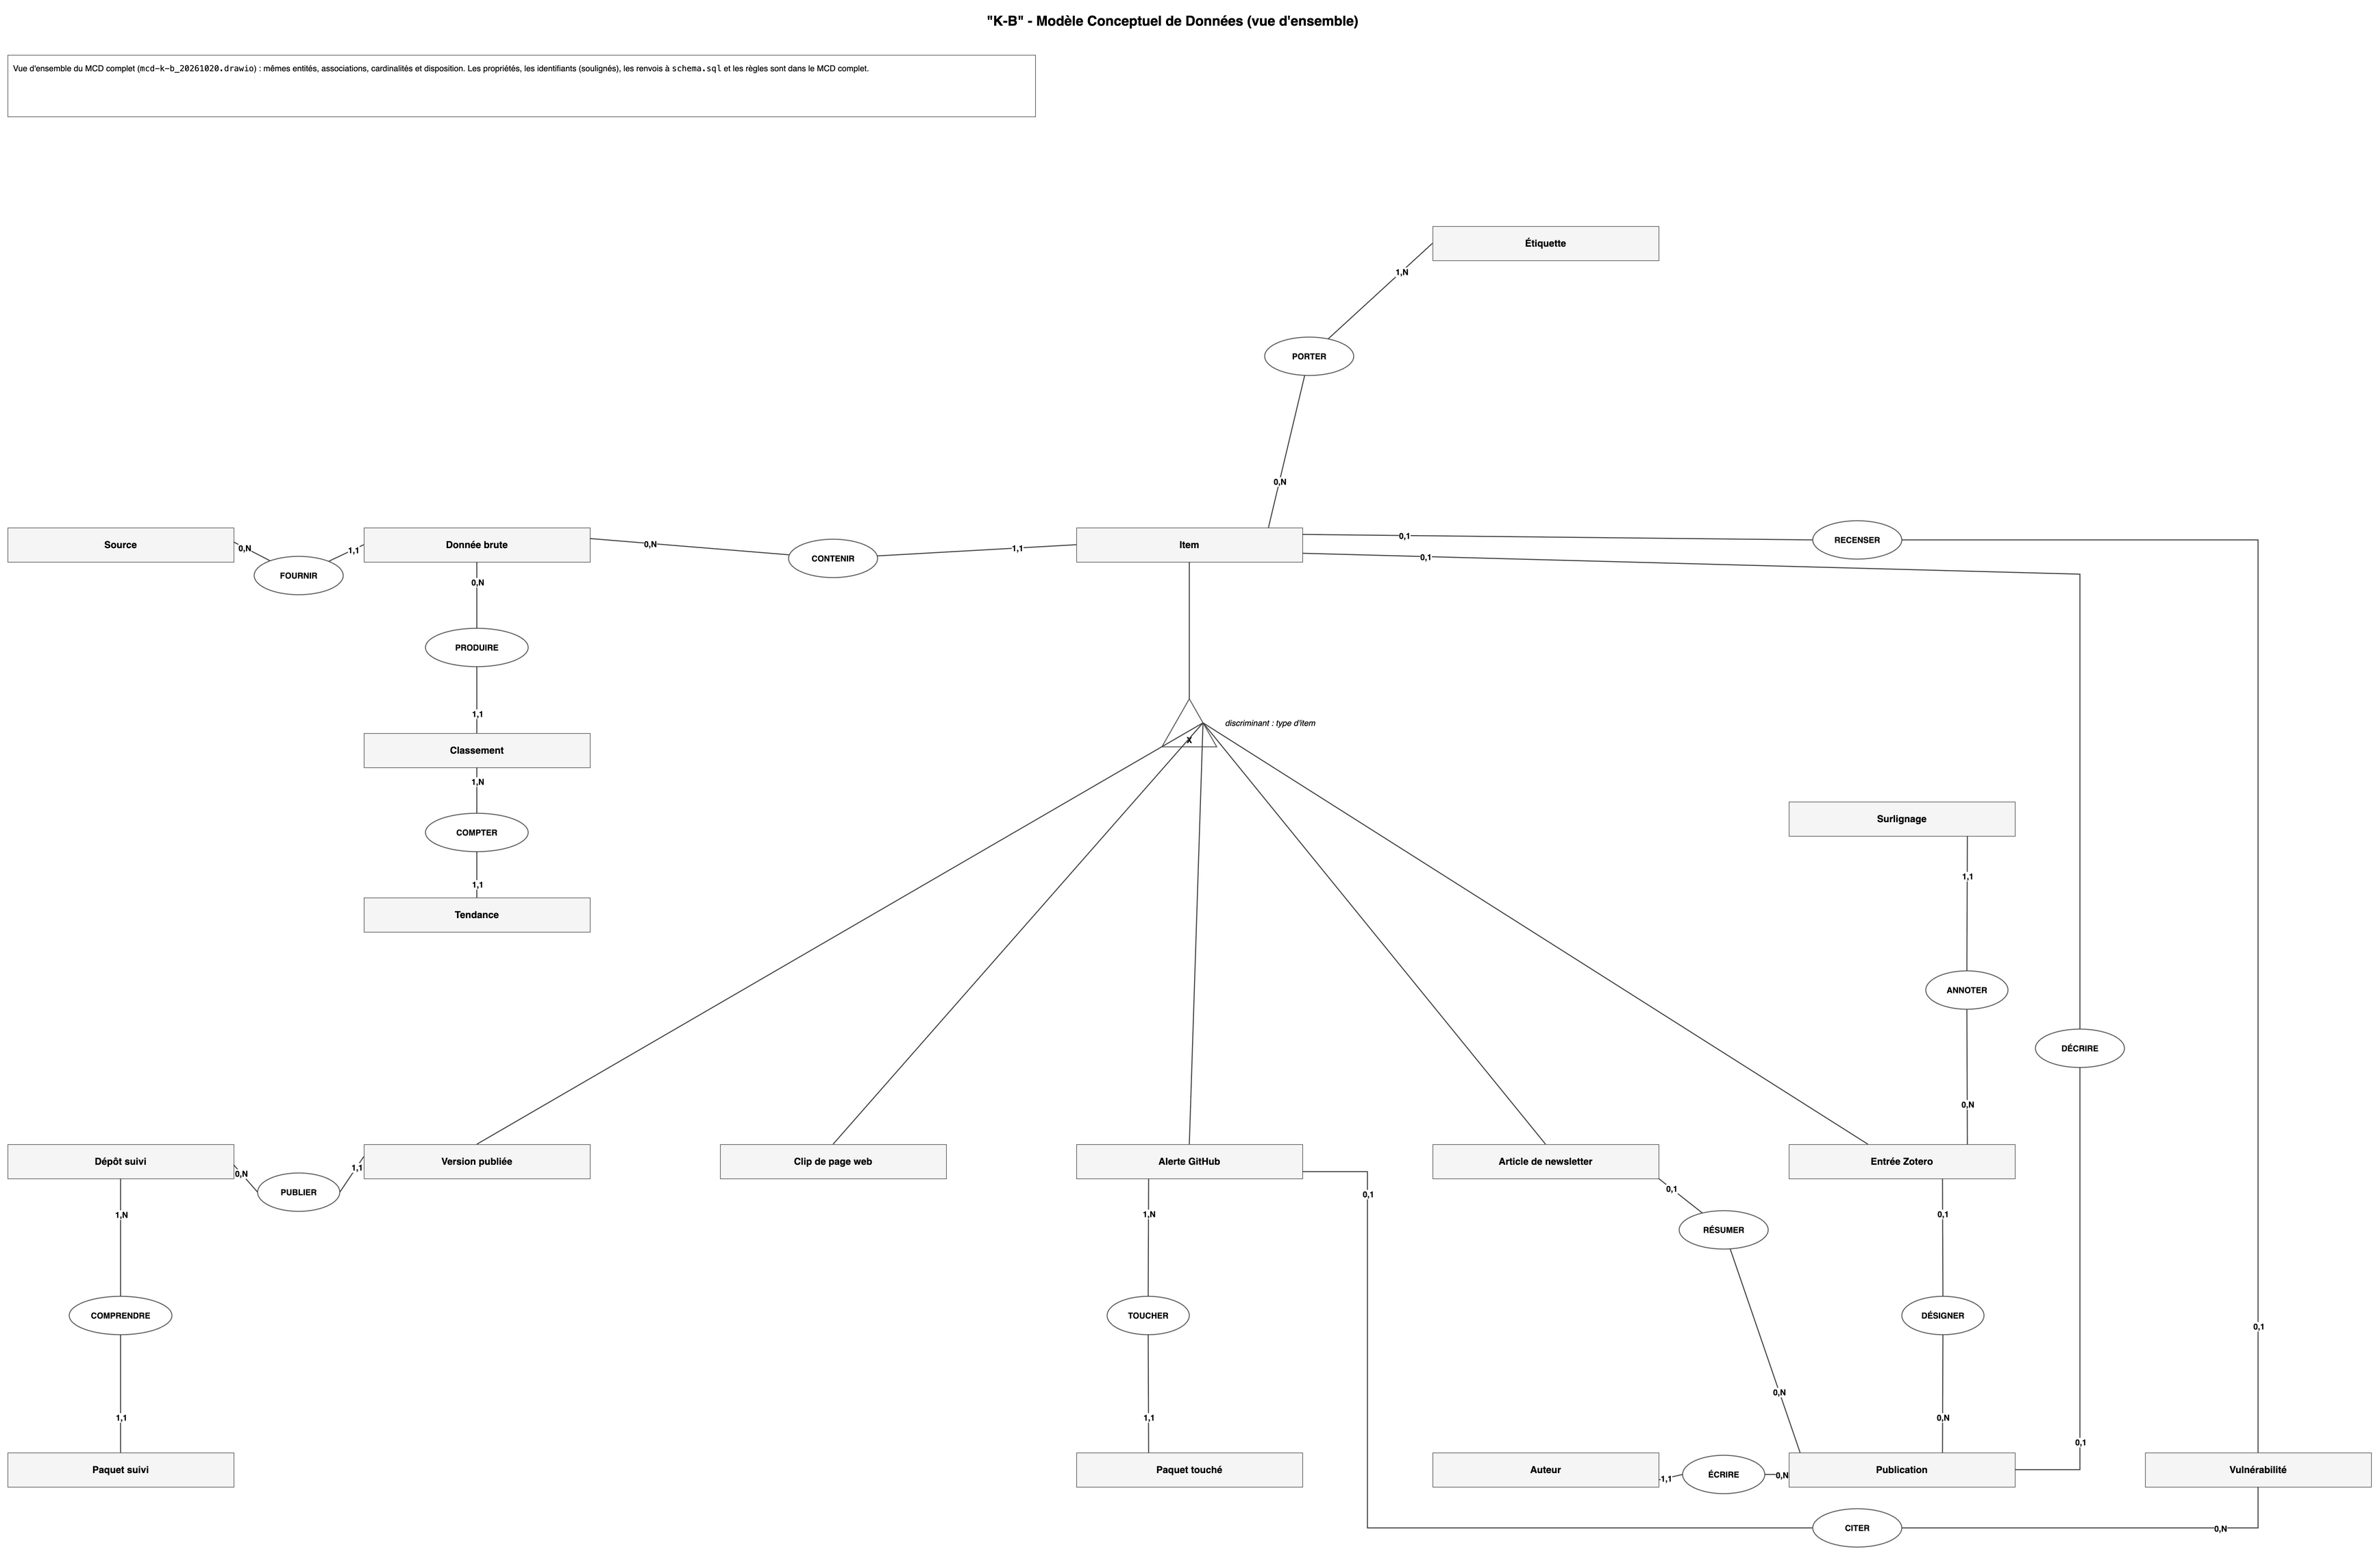 "K-B" - Modèle Conceptuel de Données (vue d'ensemble)
Vue d'ensemble du MCD complet (mcd-k-b_20261020.drawio) : mêmes entités, associations, cardinalités et disposition. Les propriétés, les identifiants (soulignés), les renvois à schema.sql et les règles sont dans le MCD complet.
Étiquette
1,N
PORTER
0,N
Source
0,N
FOURNIR
1,1
Donnée brute
0,N
CONTENIR
1,1
Item
0,1
RECENSER
0,1
0,N
PRODUIRE
1,1
discriminant : type d'item
X
Classement
1,N
COMPTER
1,1
Tendance
Surlignage
1,1
ANNOTER
DÉCRIRE
0,N
Dépôt suivi
0,N
PUBLIER
1,1
Version publiée
Clip de page web
Alerte GitHub
0,1
Article de newsletter
0,1
Entrée Zotero
1,N
1,N
RÉSUMER
0,1
COMPRENDRE
TOUCHER
DÉSIGNER
0,1
0,N
1,1
1,1
0,N
0,1
Paquet suivi
Paquet touché
Auteur
1,1
ÉCRIRE
0,N
Publication
Vulnérabilité
CITER
0,N